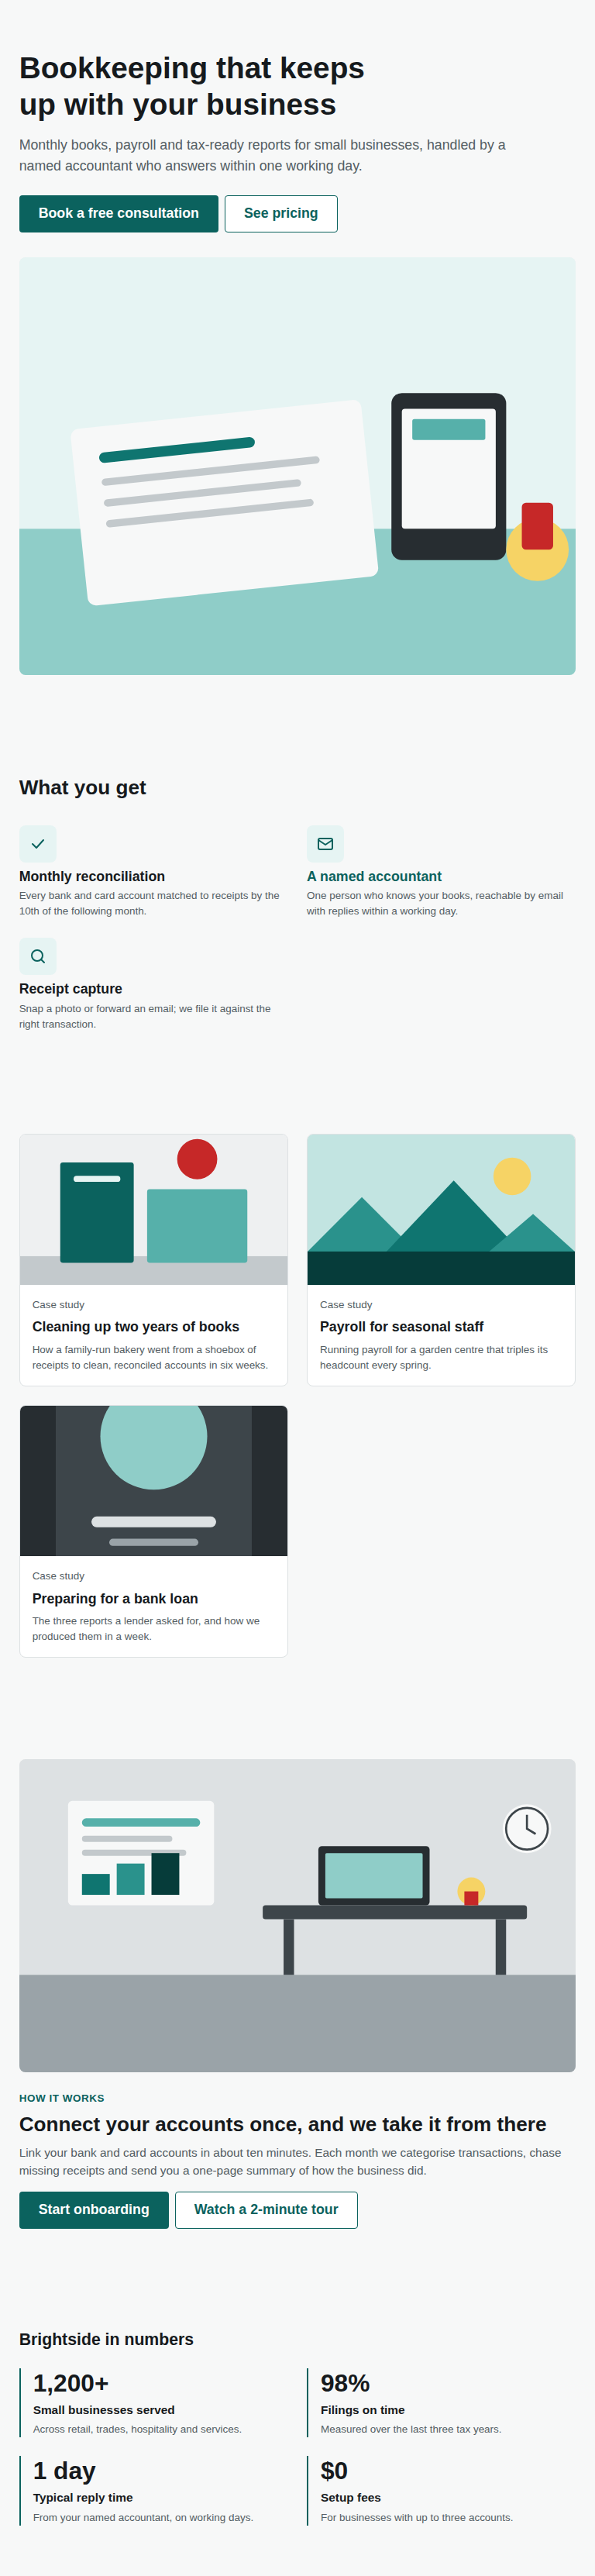 Bookkeeping that keeps
up with your business
Monthly books, payroll and tax-ready reports for small businesses, handled by a
named accountant who answers within one working day.
Book a free consultation
See pricing
What you get
Monthly reconciliation
Every bank and card account matched to receipts by the
10th of the following month.
A named accountant
One person who knows your books, reachable by email
with replies within a working day.
Receipt capture
Snap a photo or forward an email; we file it against the
right transaction.
Case study
Cleaning up two years of books
How a family-run bakery went from a shoebox of
receipts to clean, reconciled accounts in six weeks.
Case study
Payroll for seasonal staff
Running payroll for a garden centre that triples its
headcount every spring.
Case study
Preparing for a bank loan
The three reports a lender asked for, and how we
produced them in a week.
HOW IT WORKS
Connect your accounts once, and we take it from there
Link your bank and card accounts in about ten minutes. Each month we categorise transactions, chase
missing receipts and send you a one-page summary of how the business did.
Start onboarding
Watch a 2-minute tour
Brightside in numbers
1,200+
Small businesses served
Across retail, trades, hospitality and services.
98%
Filings on time
Measured over the last three tax years.
1 day
Typical reply time
From your named accountant, on working days.
$0
Setup fees
For businesses with up to three accounts.